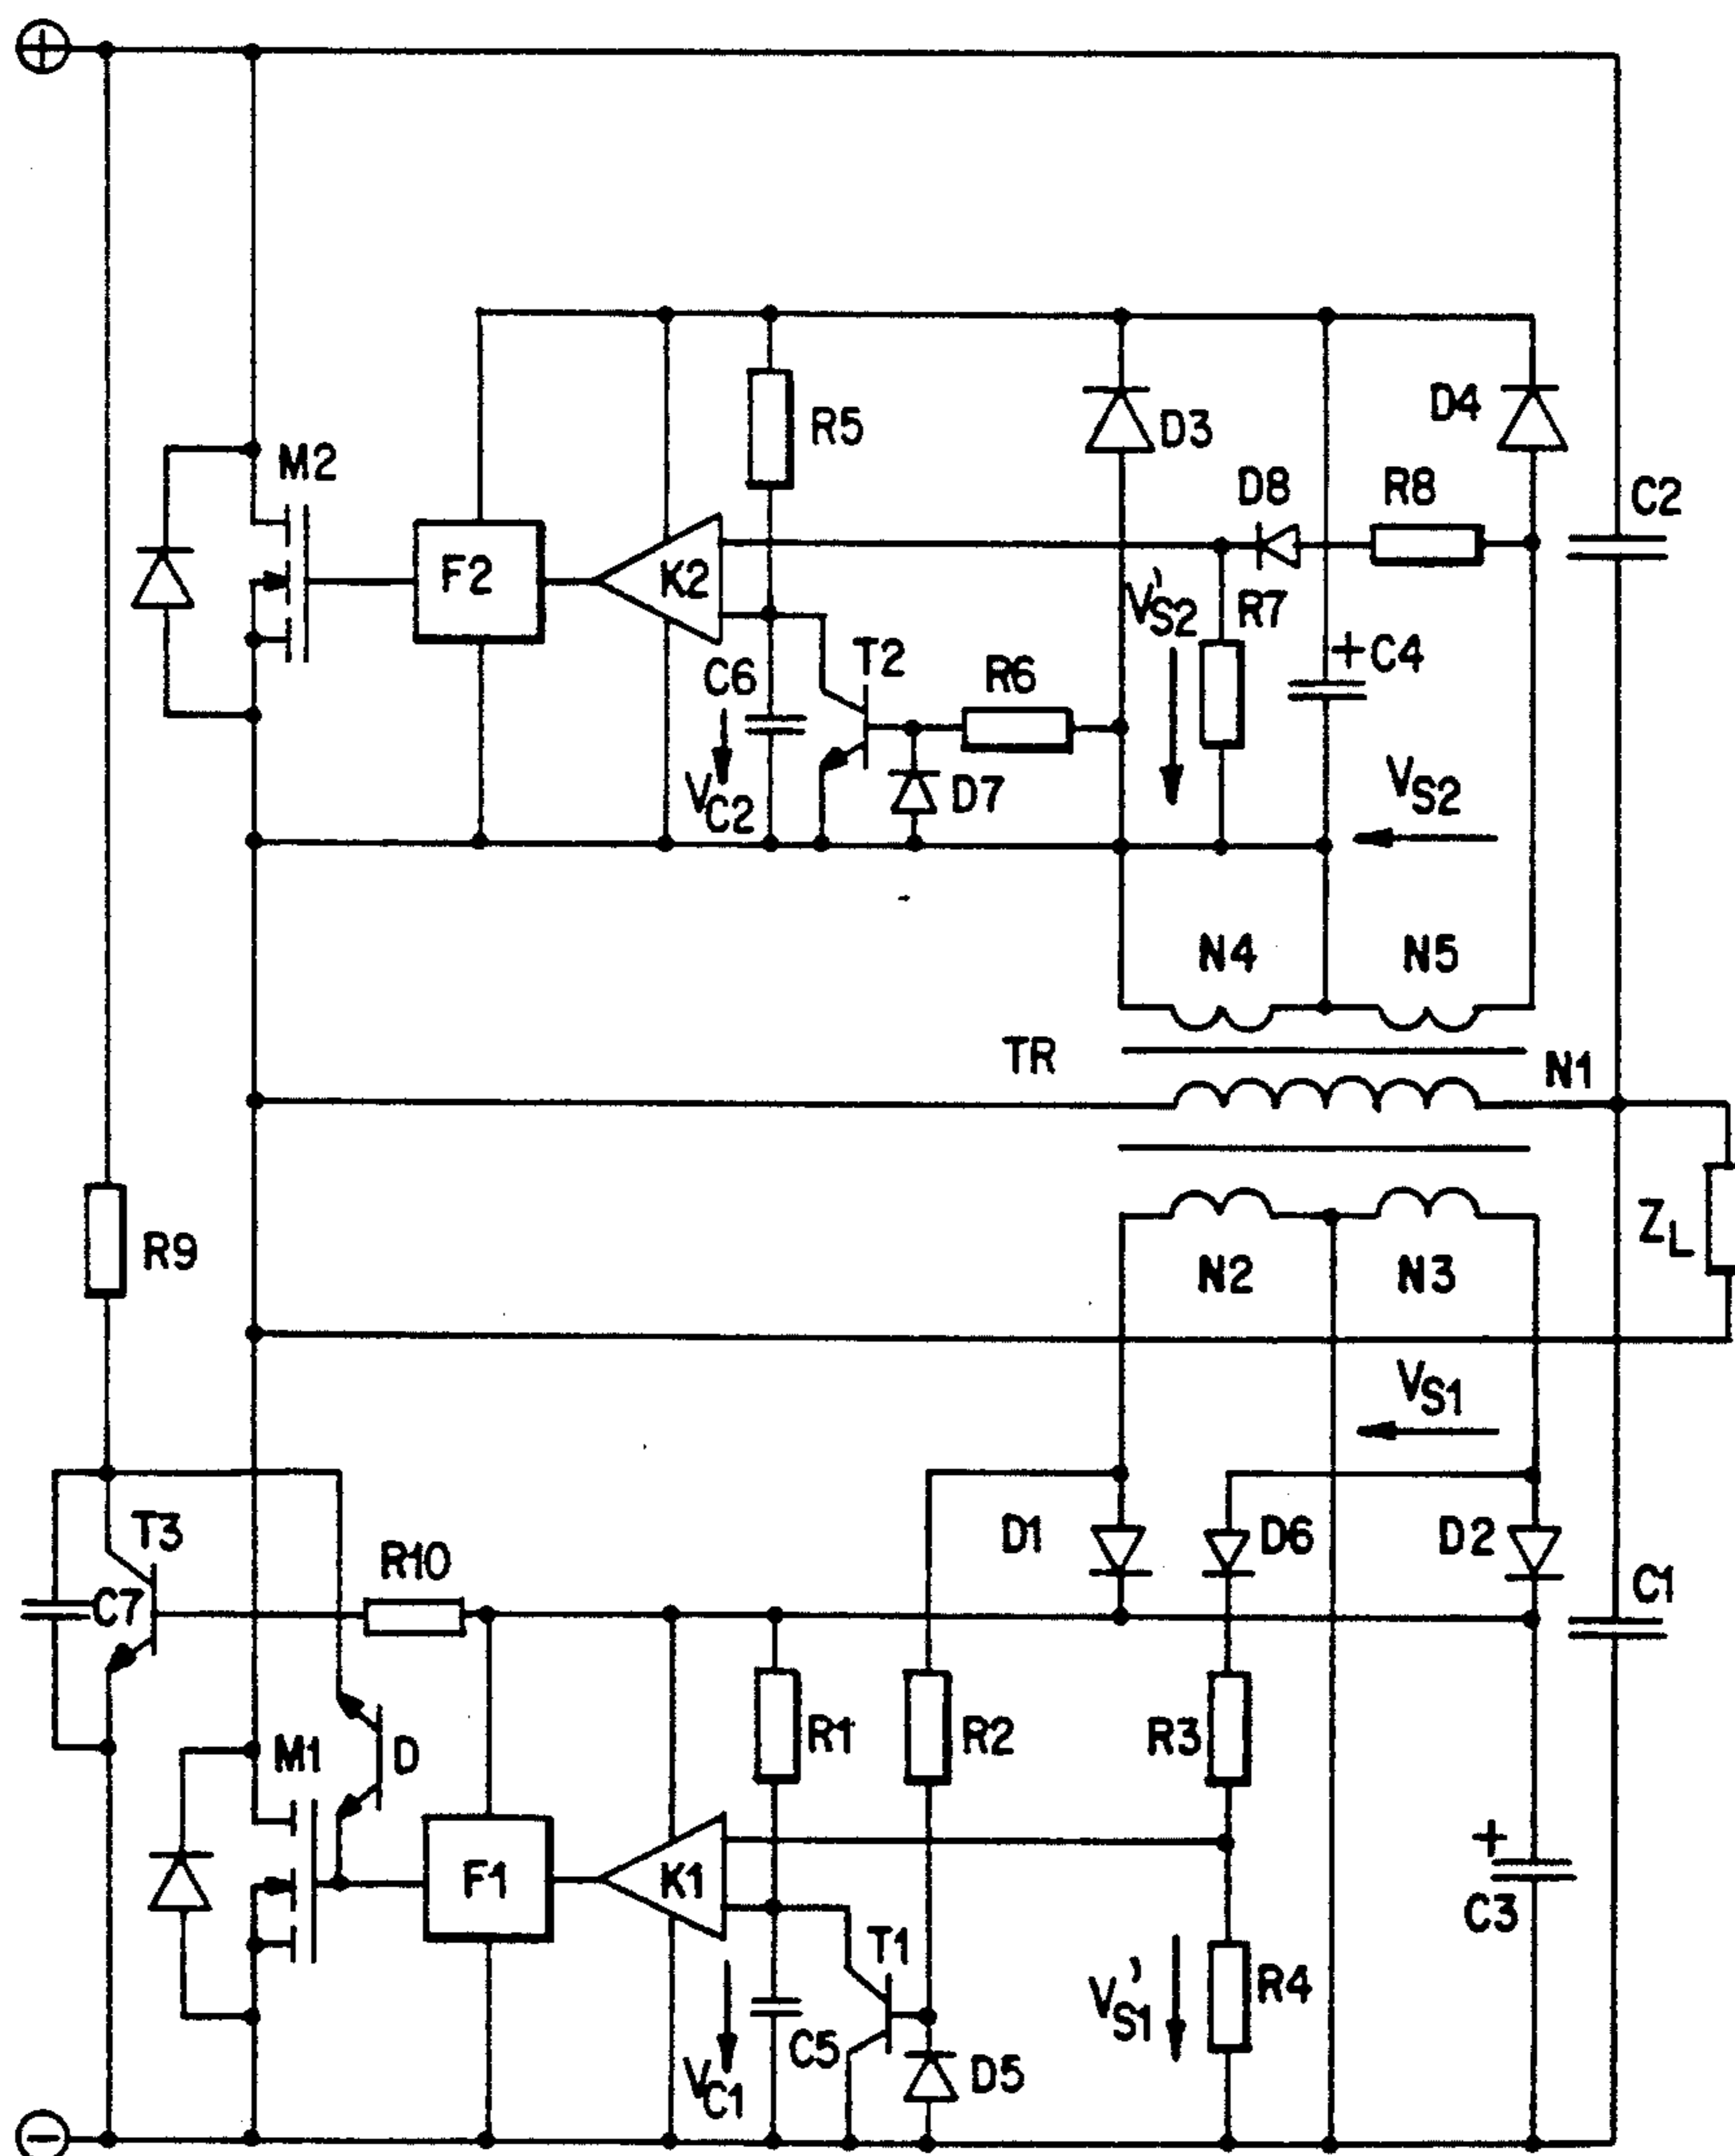 +
M2
F2
K2
R5
D3
D4
D8
R8
C2
V'S2
R7
+ C4
T2
R6
C6
VC2
D7
VS2
N4
N5
TR
N1
R9
N2
N3
ZL
VS1
T3
C7
R10
D1
D6
D2
C1
M1
D
R1
R2
R3
F1
K1
+
C3
T1
R4
V'S1
VC1
C5
D5
−